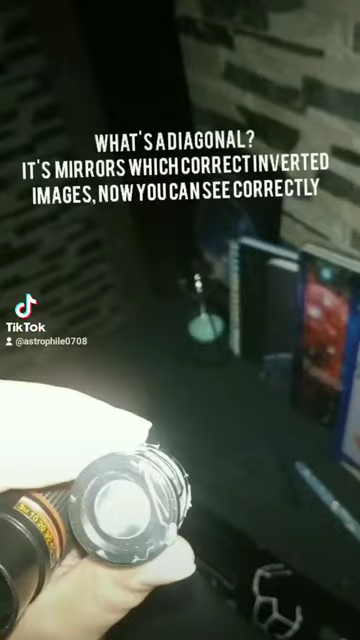 WHAT'S A DIAGONAL?
IT'S MIRRORS WHICH CORRECT INVERTED
IMAGES, NOW YOU CAN SEE CORRECTLY
TikTok
@astrophile0708